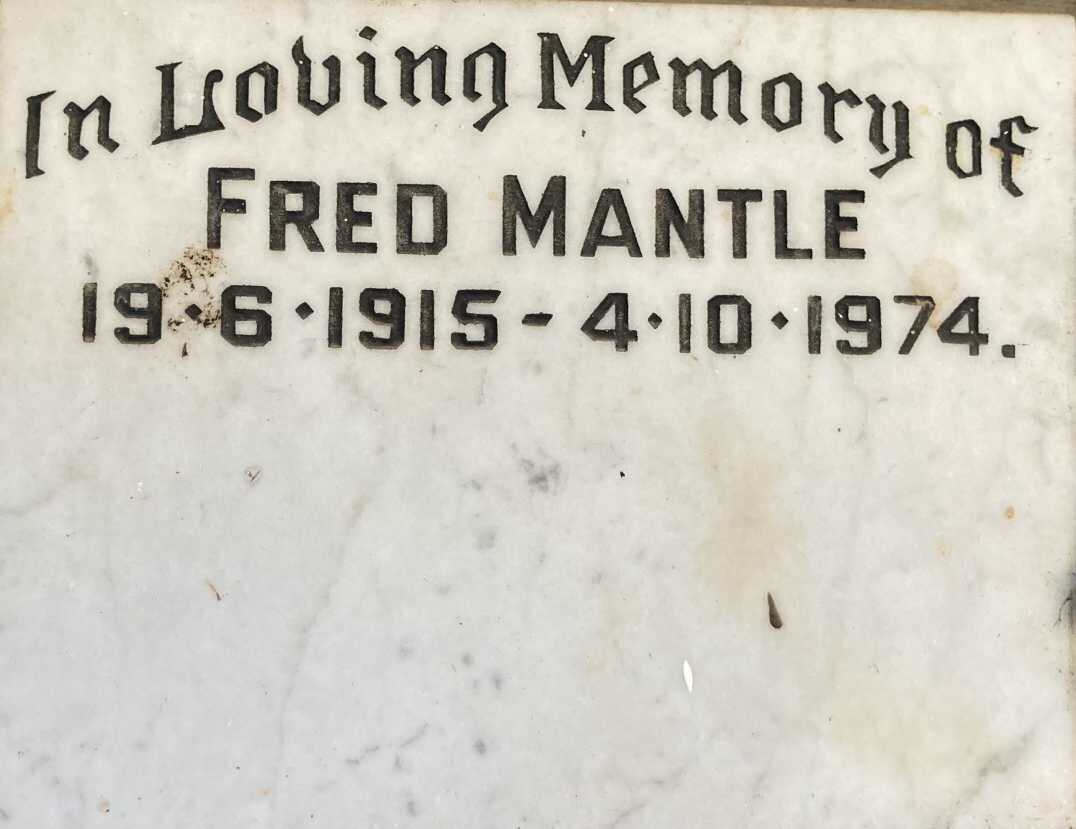 In Loving Memory of
FRED MANTLE
19·6·1915-4·10·1974.